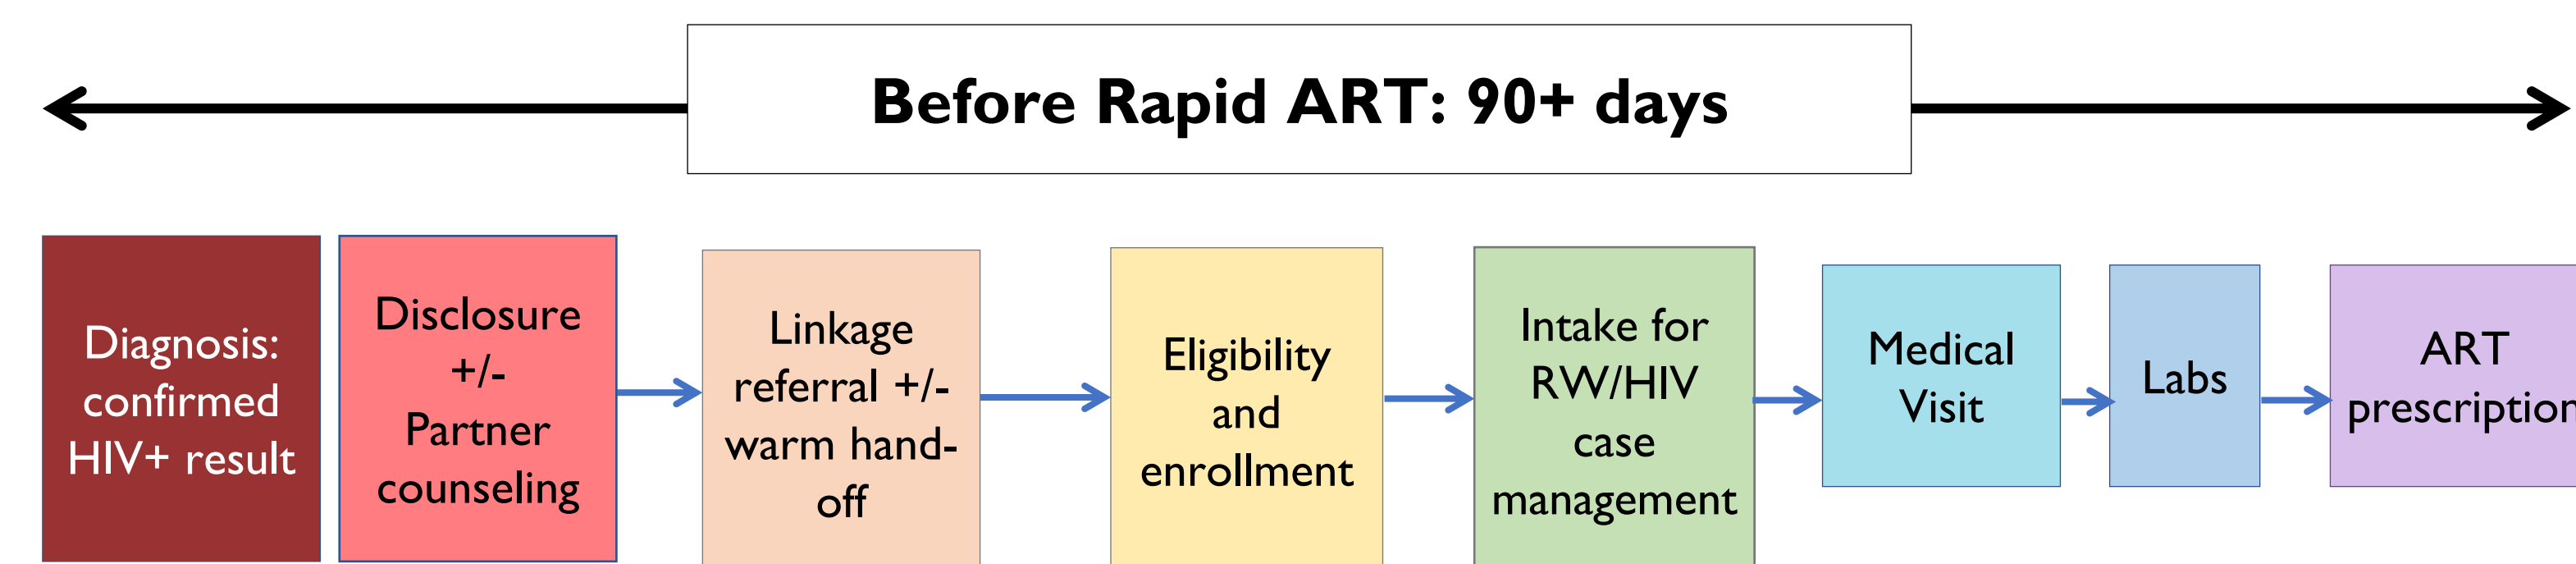 Before Rapid ART: 90+ days
Diagnosis:
confirmed
HIV+ result
Disclosure
+/-
Partner
counseling
Linkage
referral +/-
warm hand-
off
Eligibility
and
enrollment
Intake for
RW/HIV
case
management
Medical
Visit
Labs
ART
prescription